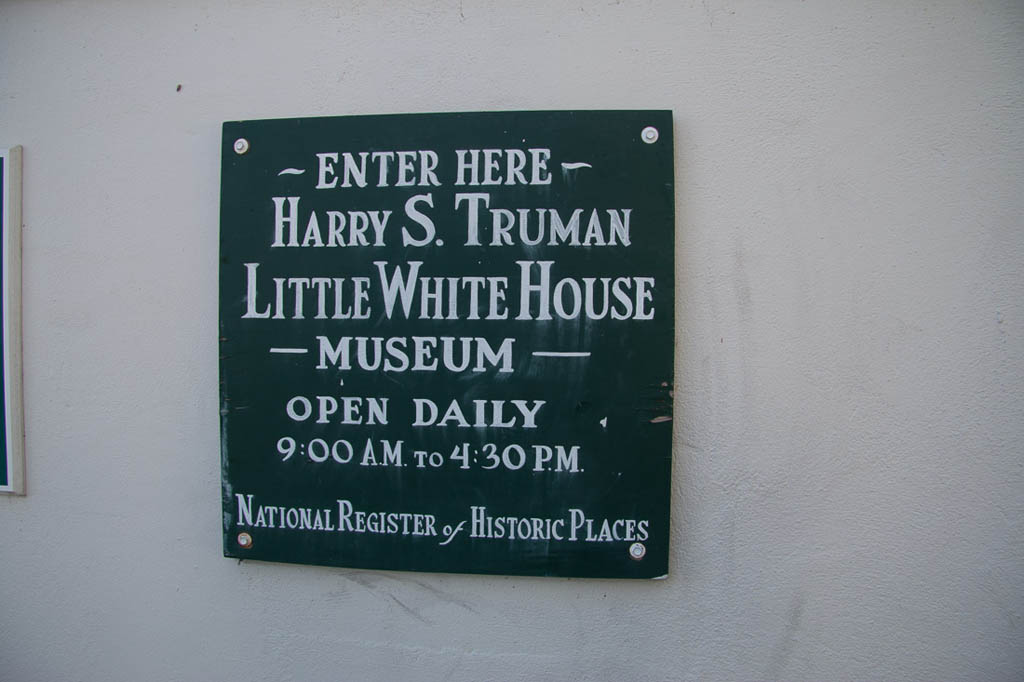 ~ ENTER HERE ~
HARRY S. TRUMAN
LITTLE WHITE HOUSE
— MUSEUM —
OPEN DAILY
9:00 A.M. TO 4:30 P.M.
NATIONAL REGISTER of HISTORIC PLACES